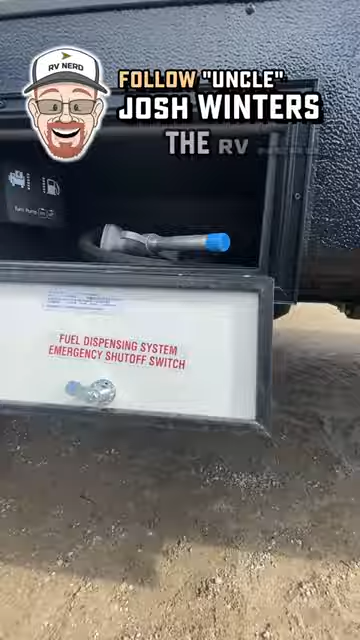 RV NERD
FOLLOW "UNCLE"
JOSH WINTERS
THE RV
FUEL DISPENSING SYSTEM
EMERGENCY SHUTOFF SWITCH